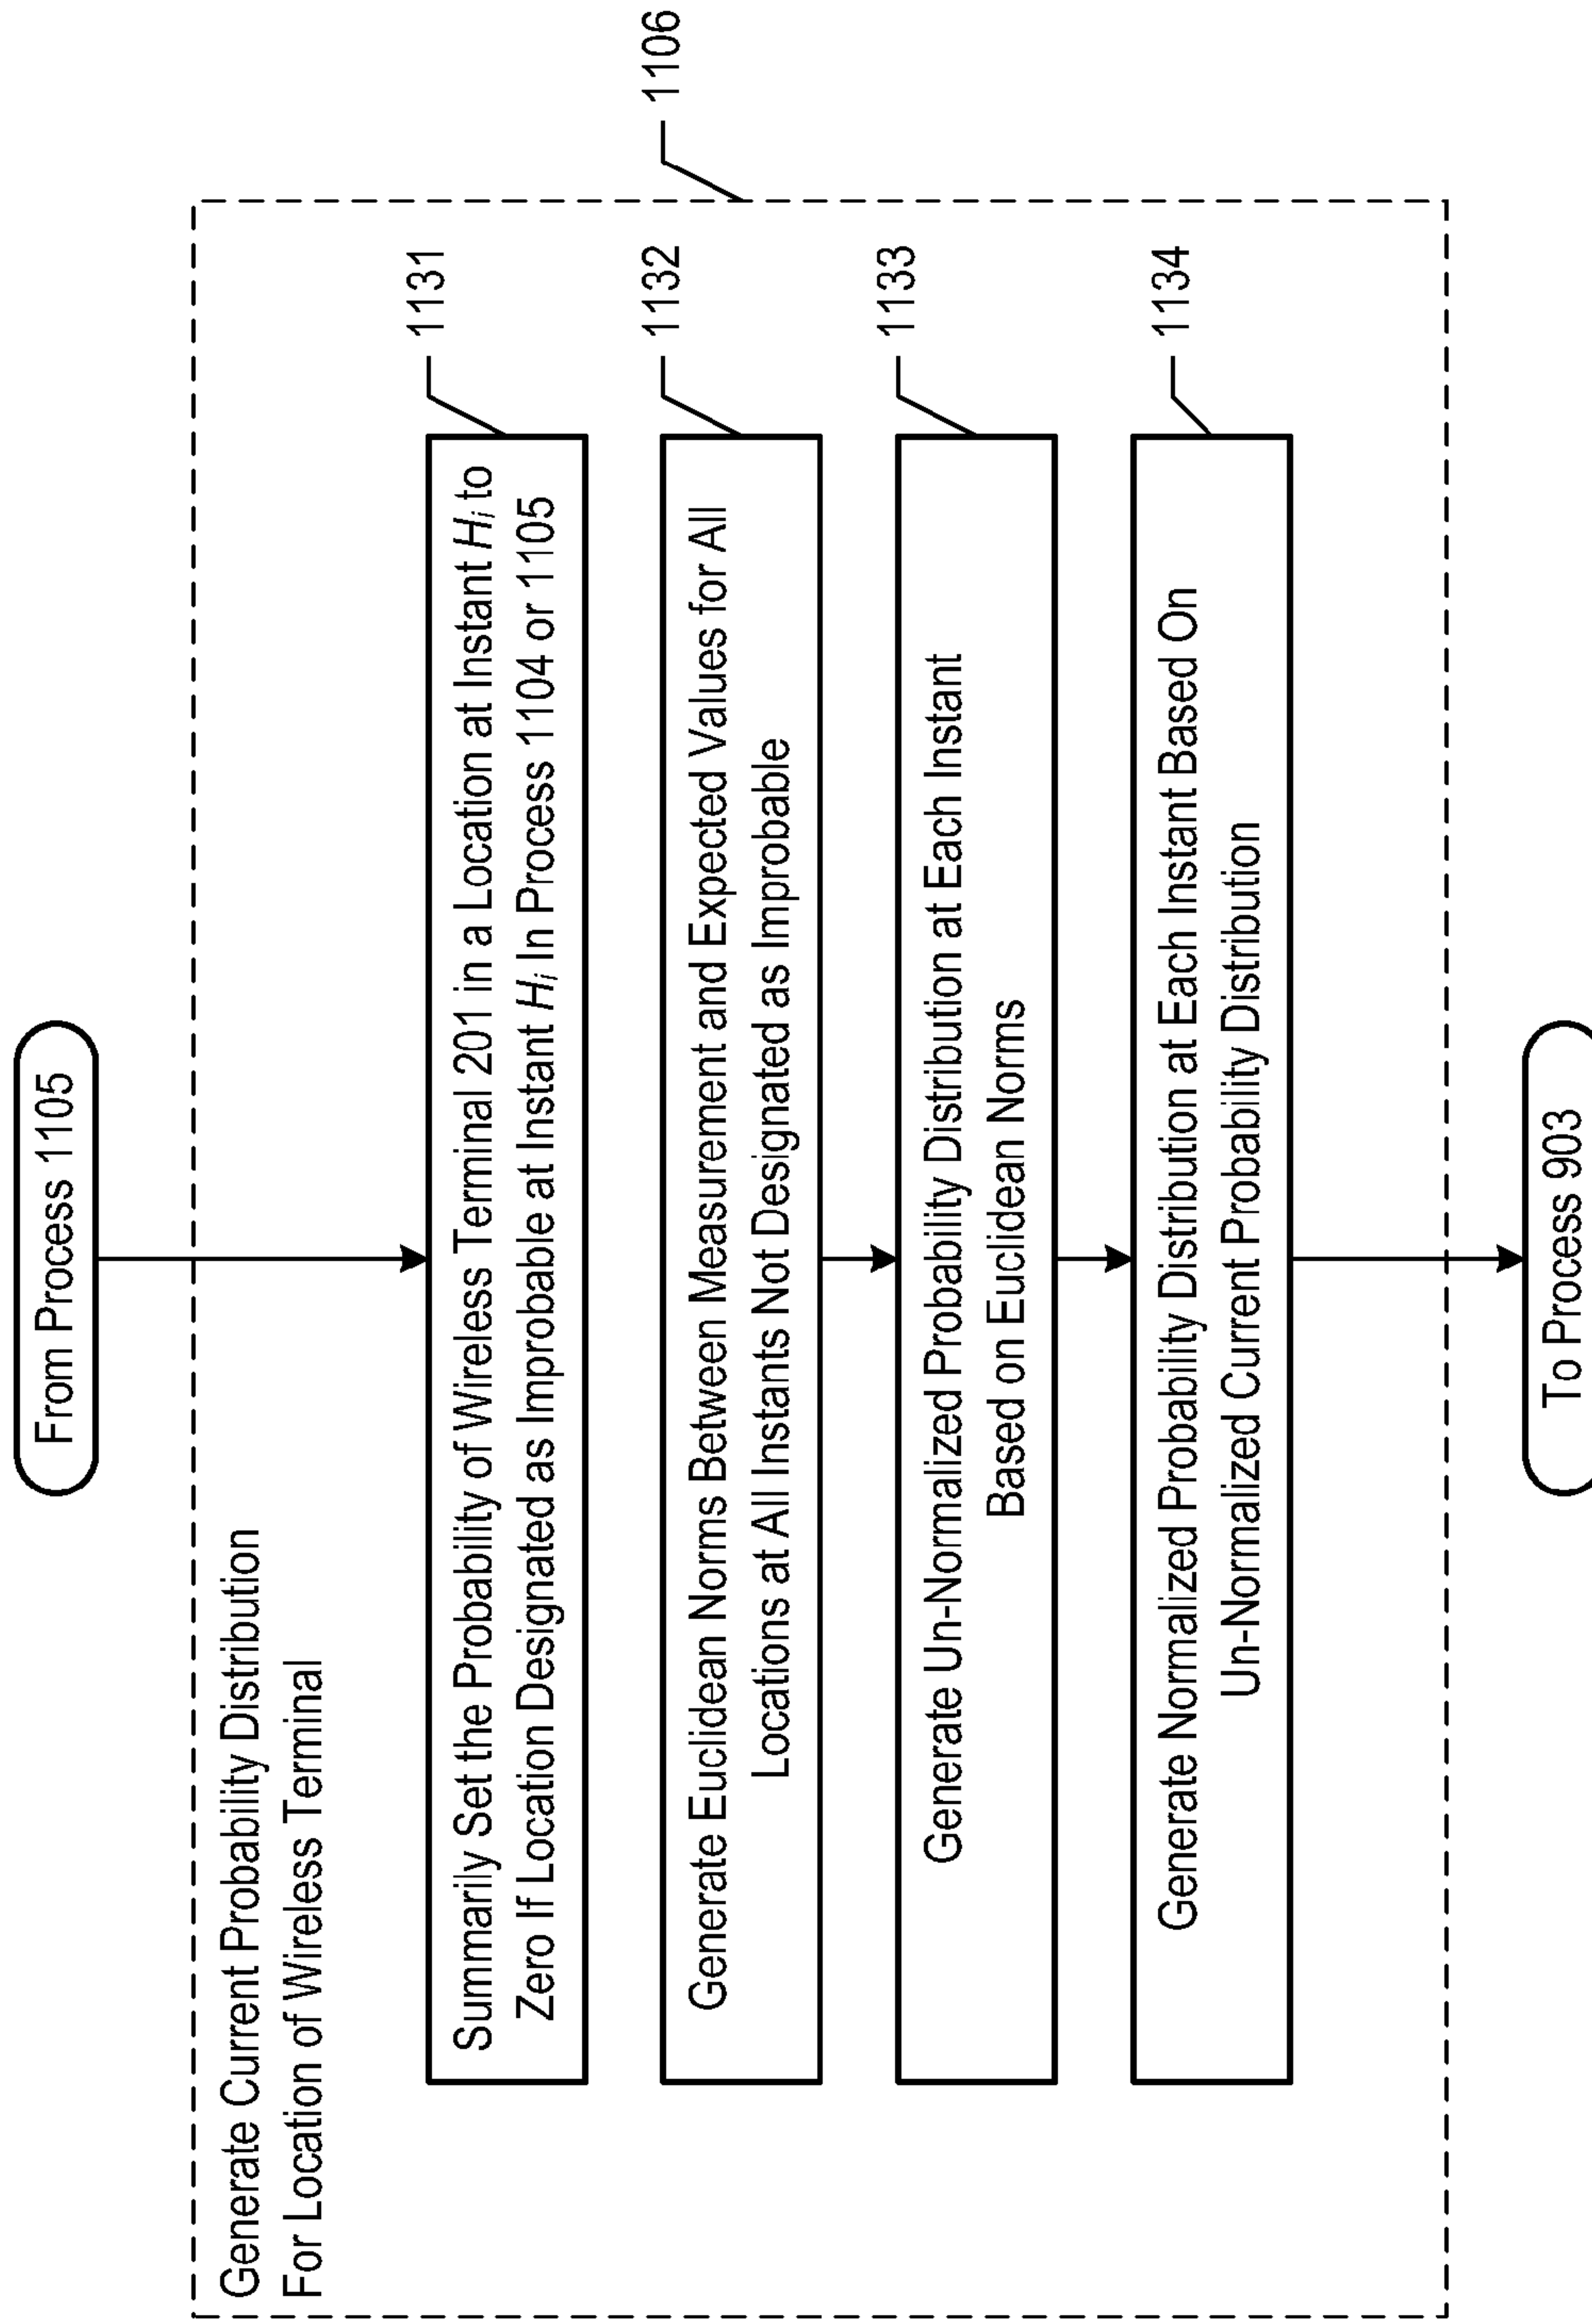 From Process 1105
Generate Current Probability Distribution
For Location of Wireless Terminal
1106
1131
Summarily Set the Probability of Wireless Terminal 201 in a Location at Instant Hi to
Zero If Location Designated as Improbable at Instant Hi In Process 1104 or 1105
1132
Generate Euclidean Norms Between Measurement and Expected Values for All
Locations at All Instants Not Designated as Improbable
1133
Generate Un-Normalized Probability Distribution at Each Instant
Based on Euclidean Norms
1134
Generate Normalized Probability Distribution at Each Instant Based On
Un-Normalized Current Probability Distribution
To Process 903